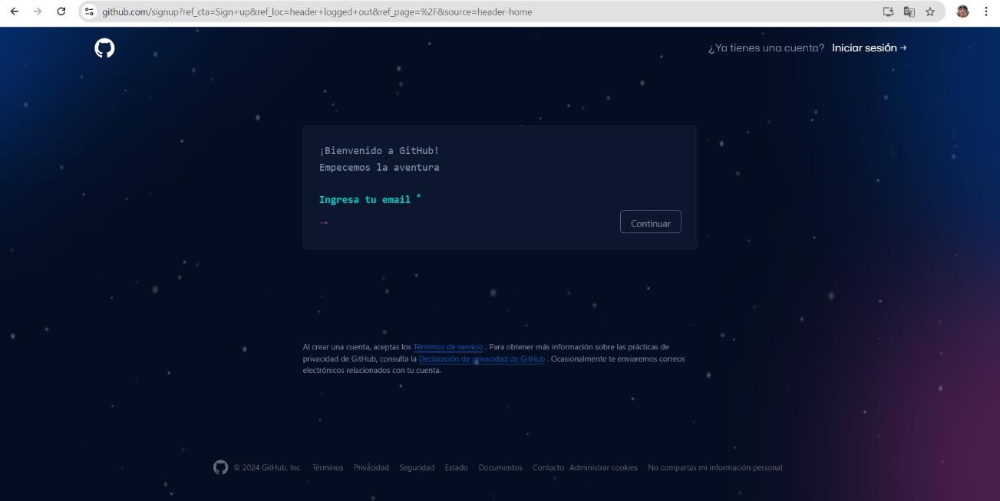 github.com/signup?ref_cta=Sign+up&ref_loc=header+logged+out&ref_page=%2F&source=header-home
¿Ya tienes una cuenta? Iniciar sesión →
¡Bienvenido a GitHub!
Empecemos la aventura
Ingresa tu email *
→ Continuar
Al crear una cuenta, aceptas los Términos de servicio . Para obtener más información sobre las prácticas de
privacidad de GitHub, consulta la Declaración de privacidad de GitHub . Ocasionalmente te enviaremos correos
electrónicos relacionados con tu cuenta.
© 2024 GitHub, Inc. Términos Privacidad Seguridad Estado Documentos Contacto Administrar cookies No compartas mi información personal